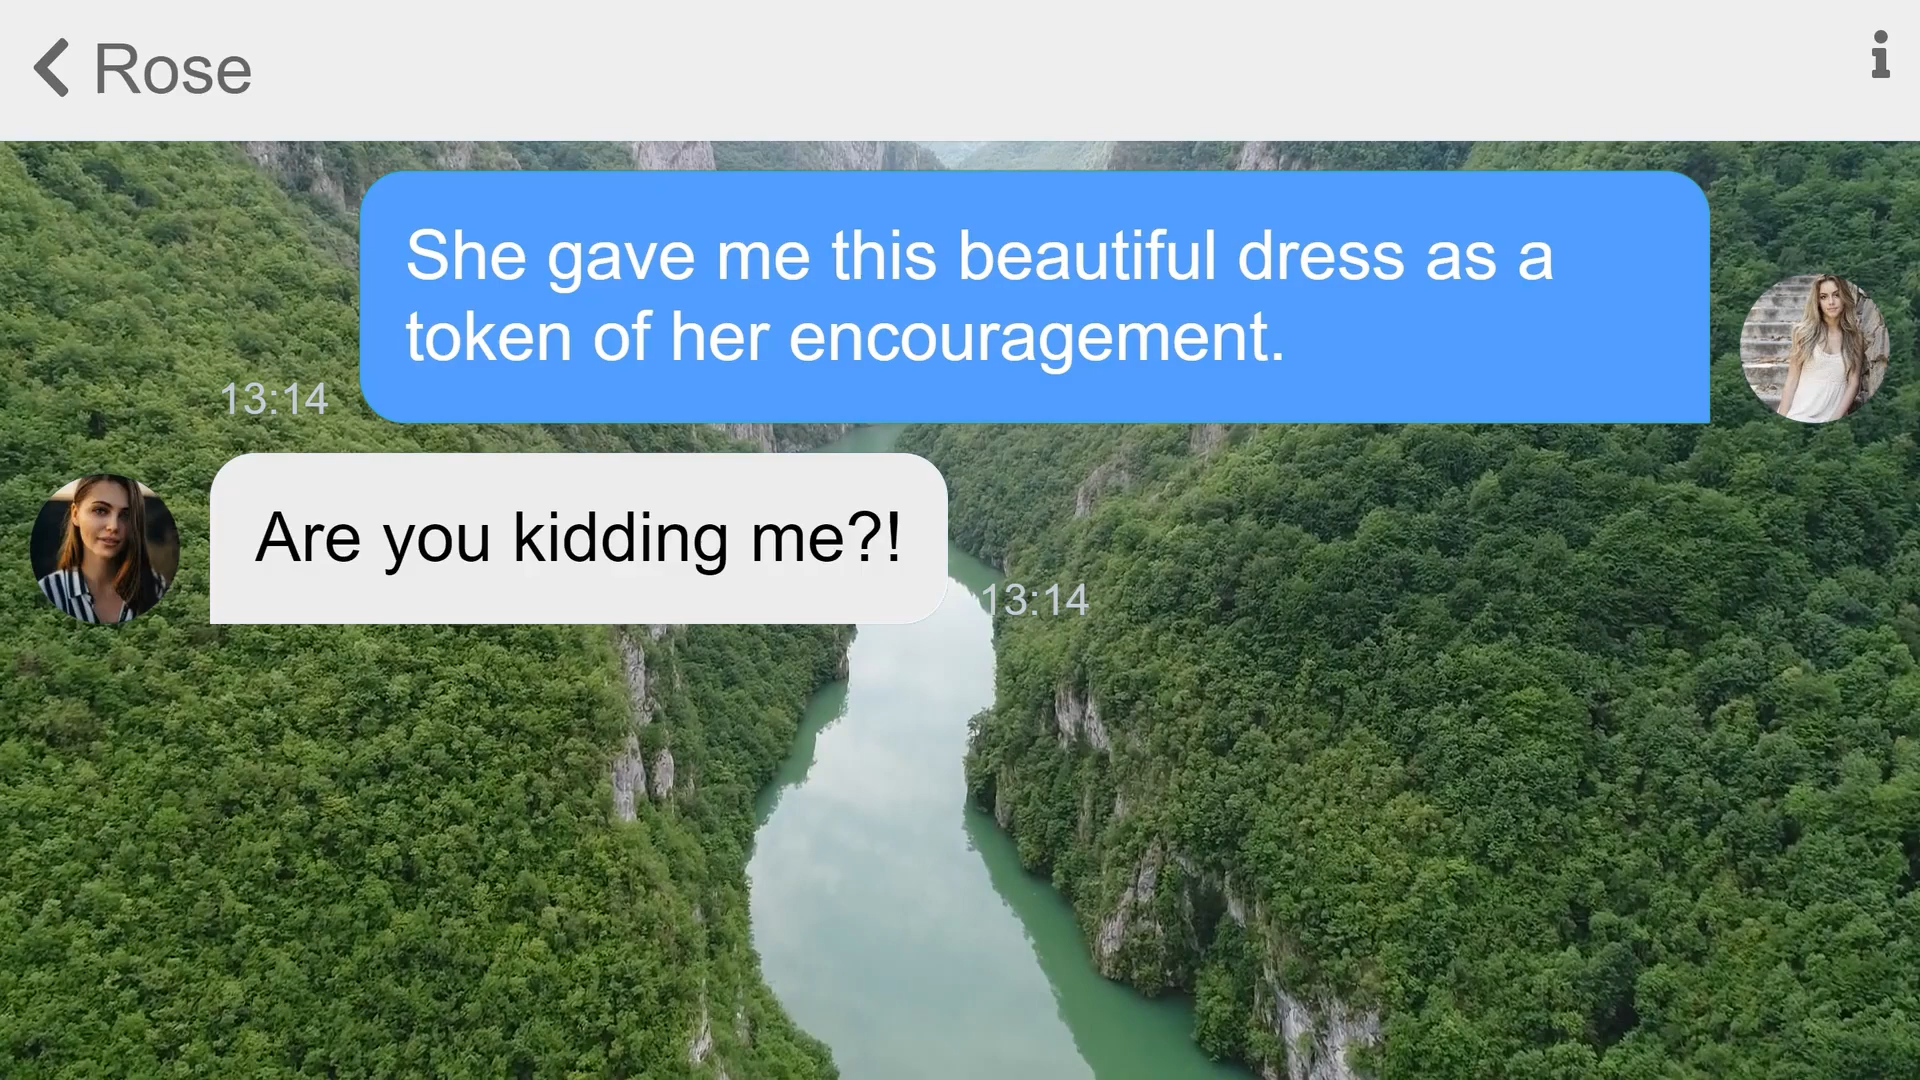 Rose
She gave me this beautiful dress as a
token of her encouragement.
13:14
Are you kidding me?!
13:14